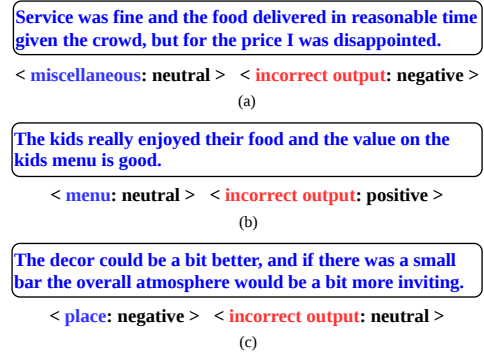 Service was fine and the food delivered in reasonable time
given the crowd, but for the price I was disappointed.
< miscellaneous: neutral > < incorrect output: negative >
(a)
The kids really enjoyed their food and the value on the
kids menu is good.
< menu: neutral > < incorrect output: positive >
(b)
The decor could be a bit better, and if there was a small
bar the overall atmosphere would be a bit more inviting.
< place: negative > < incorrect output: neutral >
(c)